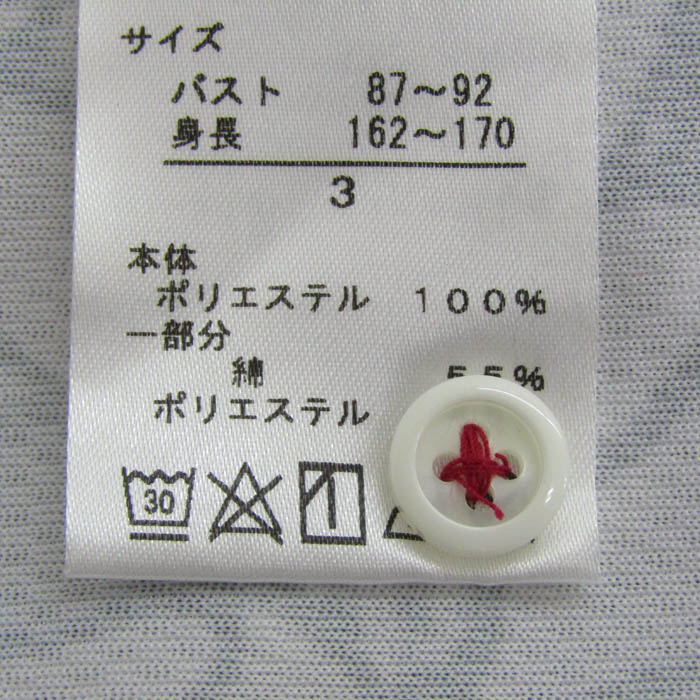 サイズ
バスト 87～92
身長 162～170
3
本体
ポリエステル 100%
一部分
綿 55%
ポリエステル
30